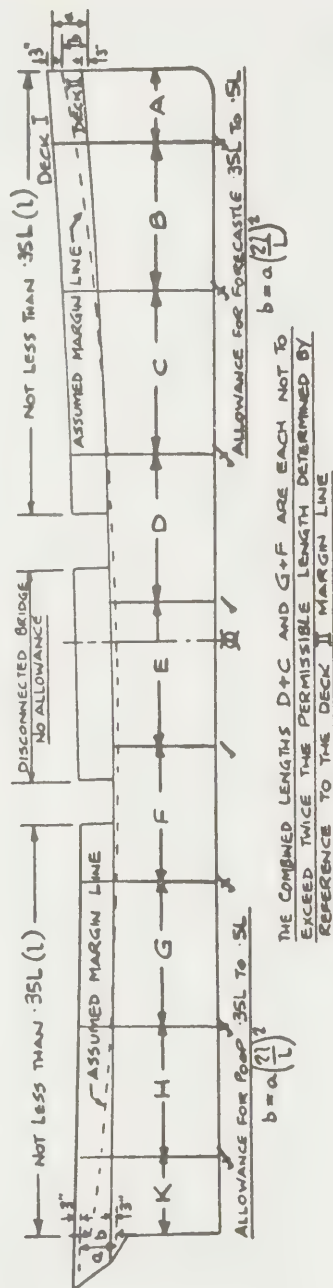 NOT LESS THAN .35L (l)
DISCONNECTED BRIDGE
NO ALLOWANCE
NOT LESS THAN .35L (l)
DECK I
DECK II
3"
a
b
3"
ASSUMED MARGIN LINE
ASSUMED MARGIN LINE
3"
a
b
3"
K
H
G
F
E
D
C
B
A
ALLOWANCE FOR POOP .35L TO .5L
b = a(2l/L)²
ALLOWANCE FOR FORECASTLE .35L TO .5L
b = a(2l/L)²
THE COMBINED LENGTHS D+C AND G+F ARE EACH NOT TO
EXCEED TWICE THE PERMISSIBLE LENGTH DETERMINED BY
REFERENCE TO THE DECK II MARGIN LINE